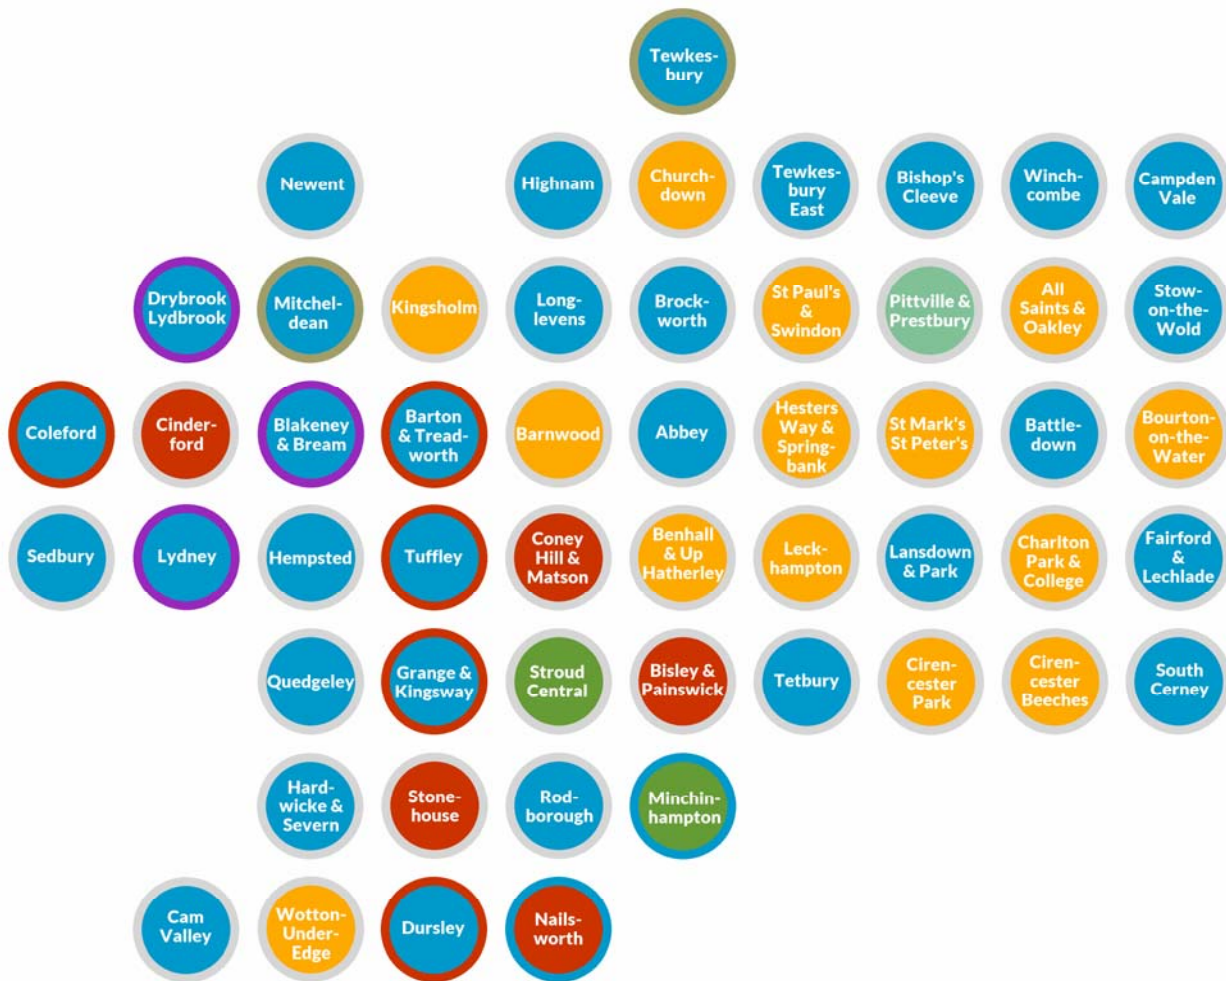 Tewkes-
bury
Newent
Highnam
Church-
down
Tewkes-
bury
East
Bishop's
Cleeve
Winch-
combe
Campden
Vale
Drybrook
Lydbrook
Mitchel-
dean
Kingsholm
Long-
levens
Brock-
worth
St Paul's
&
Swindon
Pittville &
Prestbury
All
Saints &
Oakley
Stow-
on-the-
Wold
Coleford
Cinder-
ford
Blakeney
& Bream
Barton
& Tread-
worth
Barnwood
Abbey
Hesters
Way &
Spring-
bank
St Mark's
St Peter's
Battle-
down
Bourton-
on-the-
Water
Sedbury
Lydney
Hempsted
Tuffley
Coney
Hill &
Matson
Benhall
& Up
Hatherley
Leck-
hampton
Lansdown
& Park
Charlton
Park &
College
Fairford
&
Lechlade
Quedgeley
Grange &
Kingsway
Stroud
Central
Bisley &
Painswick
Tetbury
Ciren-
cester
Park
Ciren-
cester
Beeches
South
Cerney
Hard-
wicke &
Severn
Stone-
house
Rod-
borough
Minchin-
hampton
Cam
Valley
Wotton-
Under-
Edge
Dursley
Nails-
worth